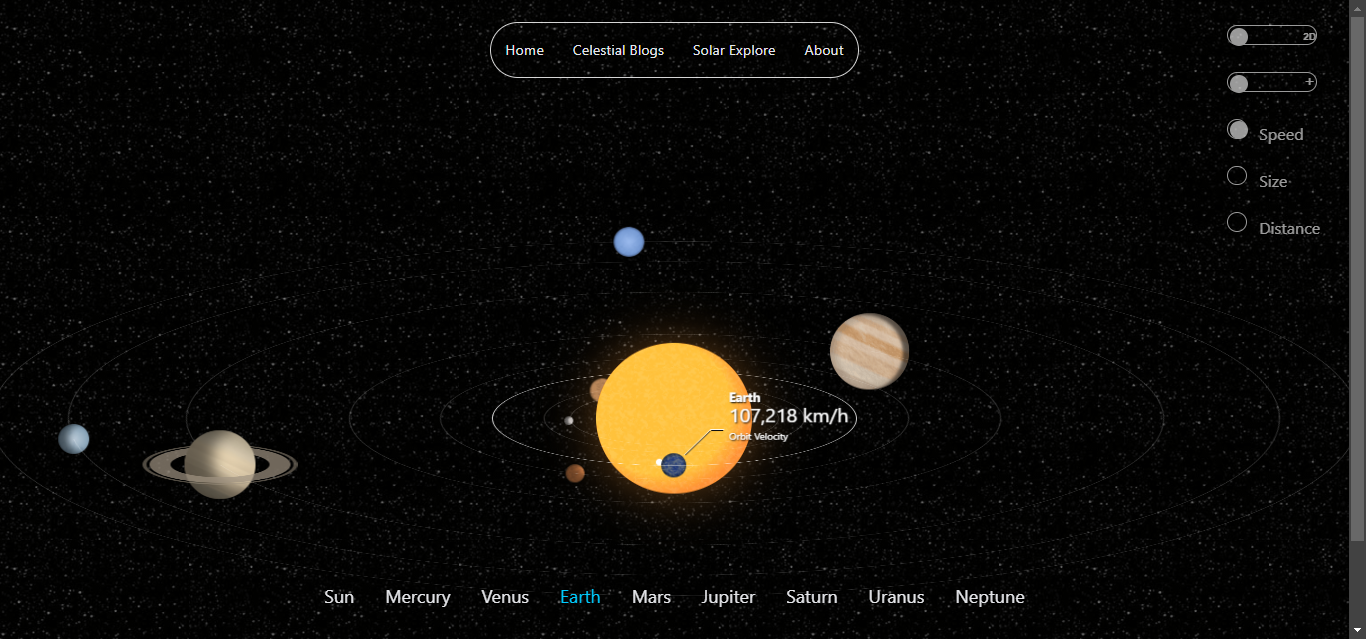 Home Celestial Blogs Solar Explore About
2D
+
Speed
Size
Distance
Earth
107,218 km/h
Orbit Velocity
Sun Mercury Venus Earth Mars Jupiter Saturn Uranus Neptune